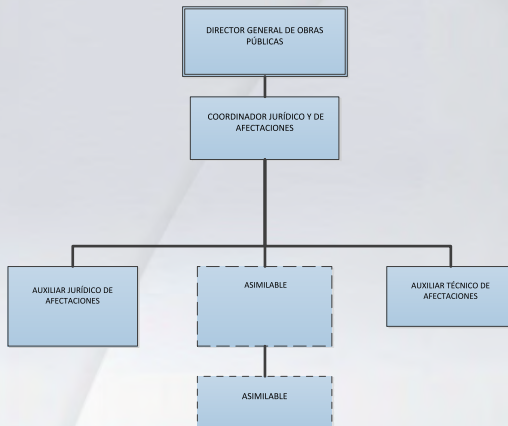 DIRECTOR GENERAL DE OBRAS
PÚBLICAS
COORDINADOR JURÍDICO Y DE
AFECTACIONES
AUXILIAR JURÍDICO DE
AFECTACIONES
ASIMILABLE
AUXILIAR TÉCNICO DE
AFECTACIONES
ASIMILABLE